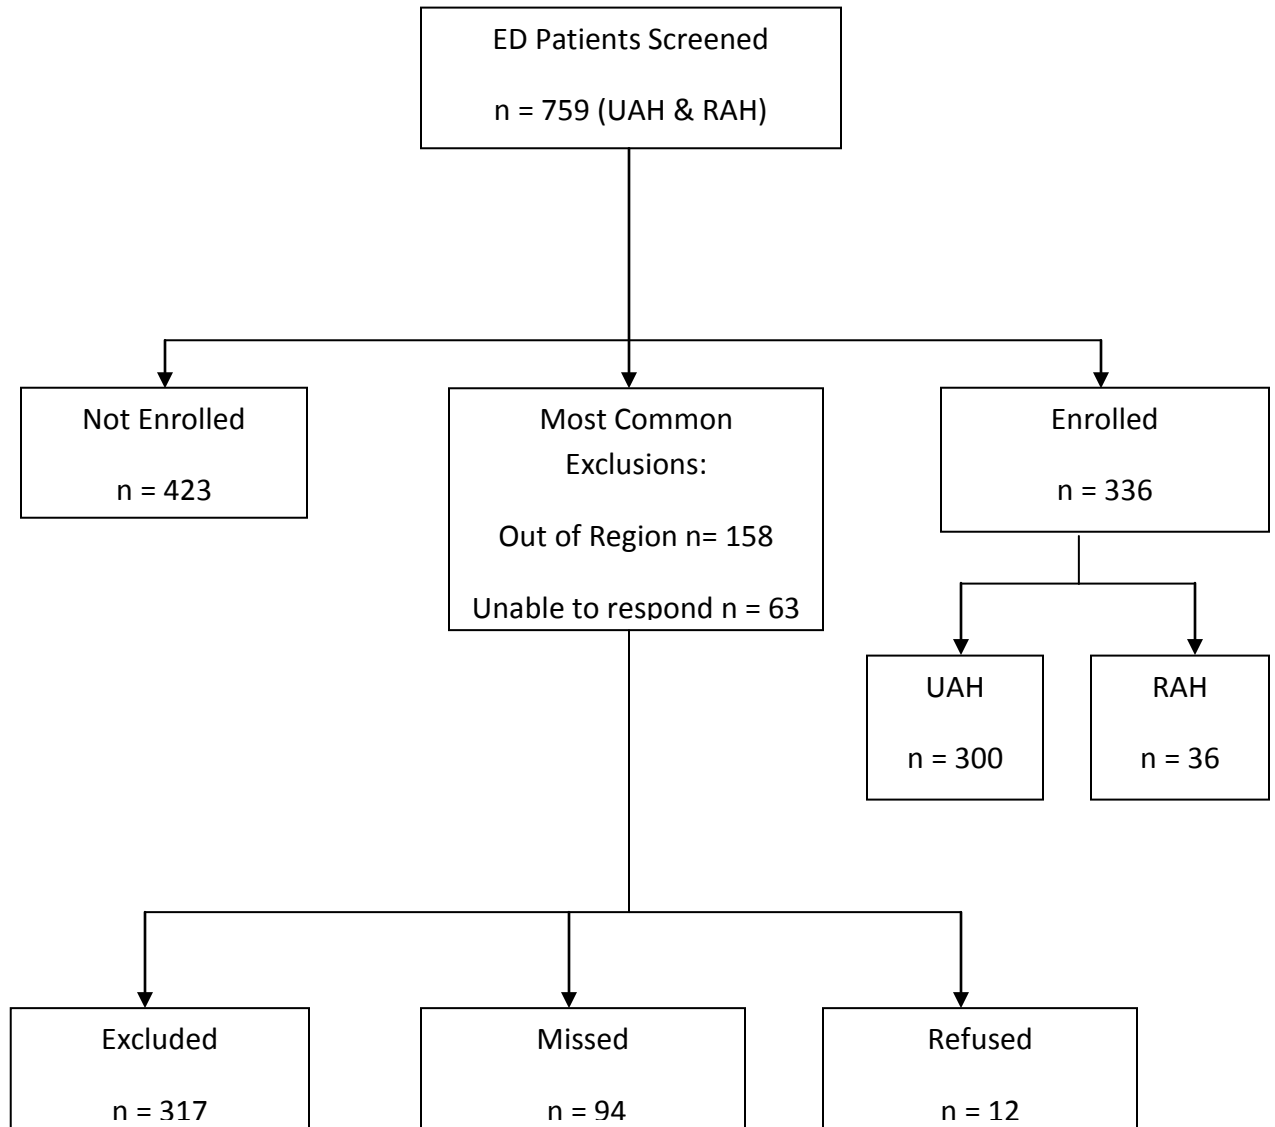 ED Patients Screened
n = 759 (UAH & RAH)
Not Enrolled
n = 423
Most Common
Exclusions:
Out of Region n= 158
Unable to respond n = 63
Enrolled
n = 336
UAH
n = 300
RAH
n = 36
Excluded
n = 317
Missed
n = 94
Refused
n = 12